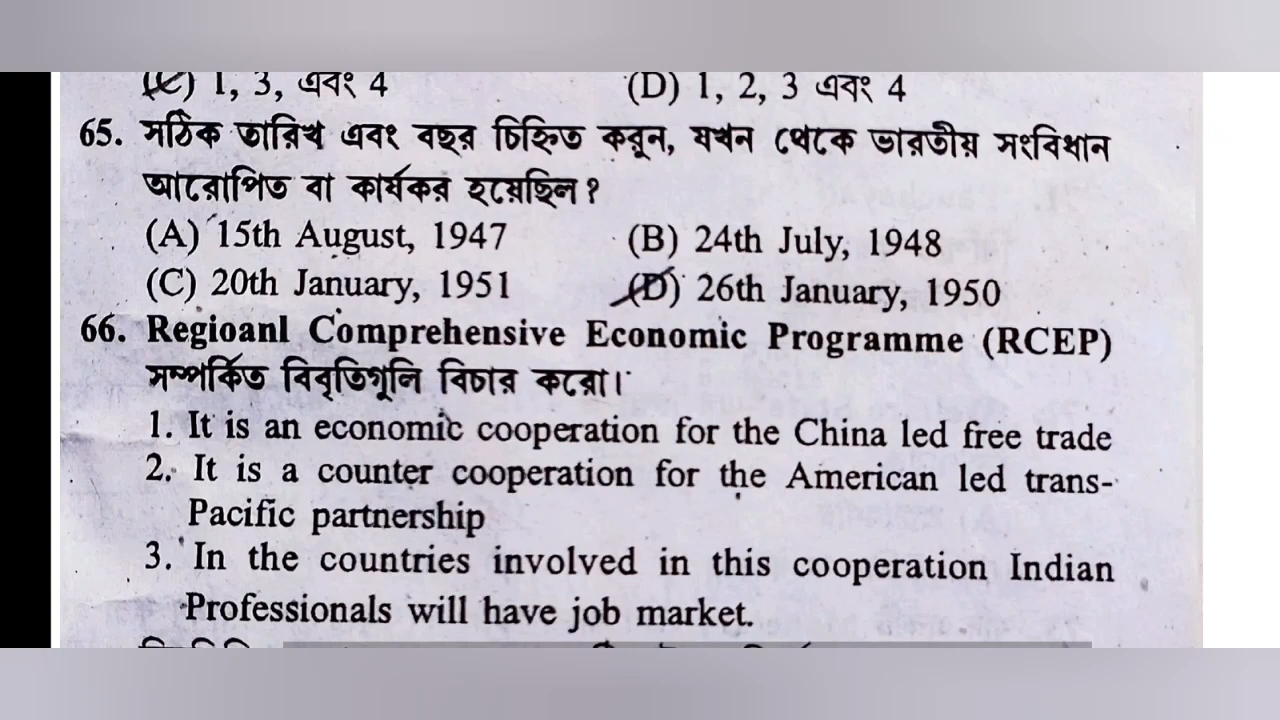 (C) 1, 3, এবং 4 (D) 1, 2, 3 এবং 4
65. সঠিক তারিখ এবং বছর চিহ্নিত করুন, যখন থেকে ভারতীয় সংবিধান
আরোপিত বা কার্যকর হয়েছিল?
(A) 15th August, 1947 (B) 24th July, 1948
(C) 20th January, 1951 (D) 26th January, 1950
66. Regioanl Comprehensive Economic Programme (RCEP)
সম্পর্কিত বিবৃতিগুলি বিচার করো।
1. It is an economic cooperation for the China led free trade
2. It is a counter cooperation for the American led trans-
Pacific partnership
3. In the countries involved in this cooperation Indian
Professionals will have job market.